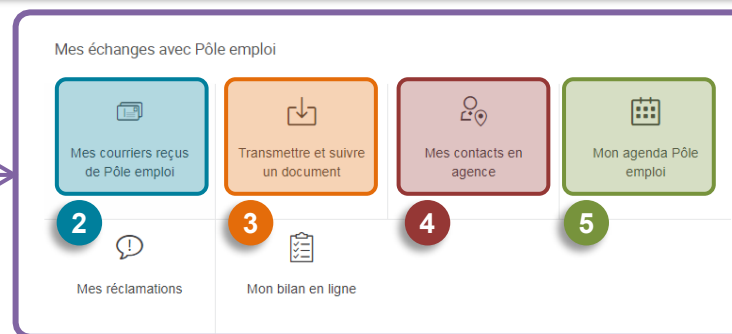 Mes échanges avec Pôle emploi
Mes courriers reçus
de Pôle emploi
Transmettre et suivre
un document
Mes contacts en
agence
Mon agenda Pôle
emploi
2
3
4
5
Mes réclamations
Mon bilan en ligne